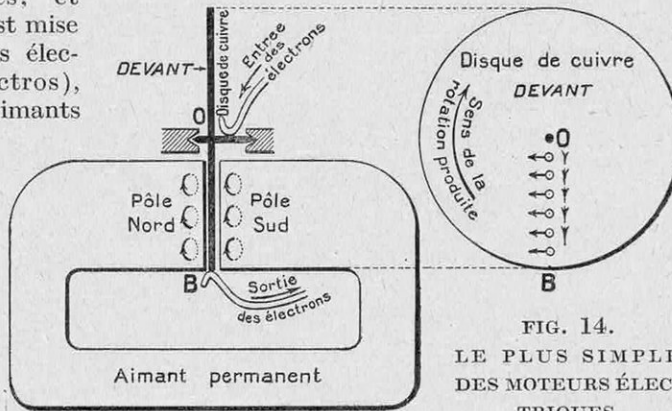 et
st mise
s élec-
ctros),
imants
DEVANT
Disque de cuivre
Entrée des
électrons
O
Pôle
Nord
Pôle
Sud
B
Sortie
des électrons
Aimant permanent
Disque de cuivre
DEVANT
Sens de la
rotation produite
O
B
FIG. 14.
LE PLUS SIMPL
DES MOTEURS ÉLEC
TRIQUES